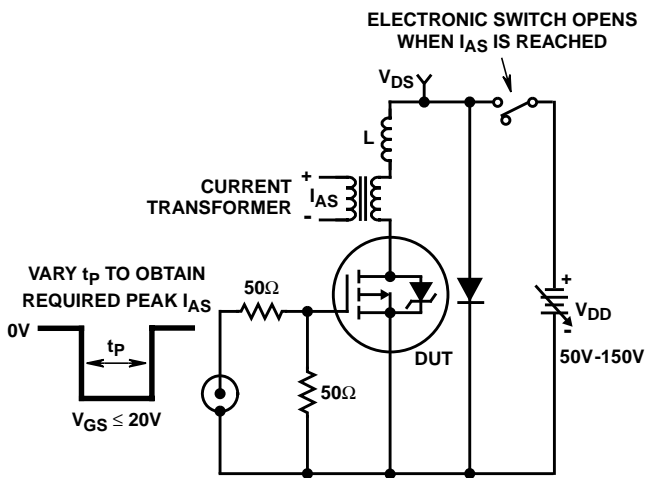 ELECTRONIC SWITCH OPENS
WHEN IAS IS REACHED
VDS
L
+
CURRENT
TRANSFORMER
IAS
-
VARY tP TO OBTAIN
REQUIRED PEAK IAS
50Ω
0V
tP
+
VDD
-
DUT
50V-150V
50Ω
VGS ≤ 20V